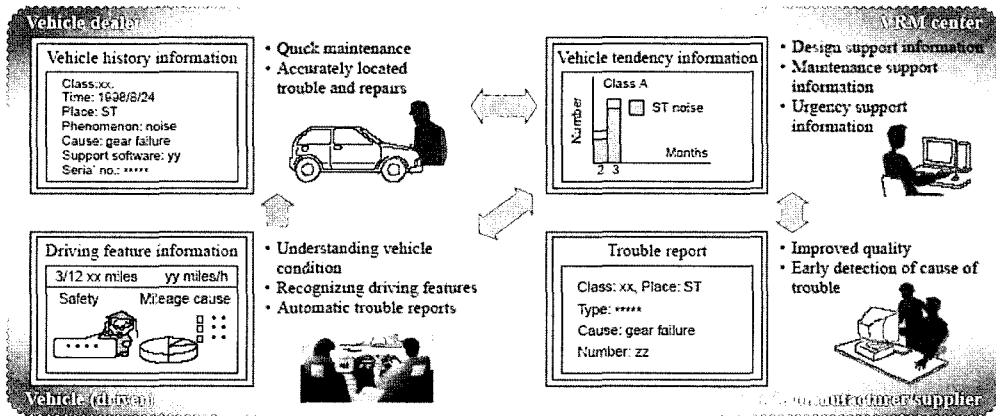 Vehicle dealer
Vehicle history information
Class:xx,
Time: 1998/8/24
Place: ST
Phenomenon: noise
Cause: gear failure
Support software: yy
Serial no.: *****
• Quick maintenance
• Accurately located
trouble and repairs
VRM center
Vehicle tendency information
Class A
ST noise
Number
Months
2 3
• Design support information
• Maintenance support
information
• Urgency support
information
Driving feature information
3/12 xx miles yy miles/h
Safety Mileage cause
• Understanding vehicle
condition
• Recognizing driving features
• Automatic trouble reports
Vehicle (driver)
Trouble report
Class: xx, Place: ST
Type: *****
Cause: gear failure
Number: zz
• Improved quality
• Early detection of cause of
trouble
manufacturer/supplier